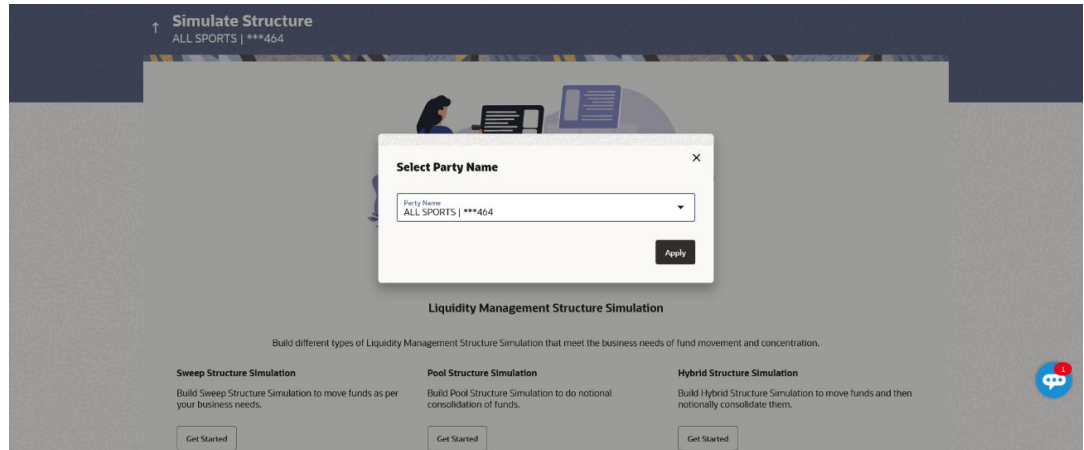 Simulate Structure
ALL SPORTS | ***464
Select Party Name
Party Name
ALL SPORTS | ***464
Apply
Liquidity Management Structure Simulation
Build different types of Liquidity Management Structure Simulation that meet the business needs of fund movement and concentration.
Sweep Structure Simulation
Build Sweep Structure Simulation to move funds as per
your business needs.
Get Started
Pool Structure Simulation
Build Pool Structure Simulation to do notional
consolidation of funds.
Get Started
Hybrid Structure Simulation
Build Hybrid Structure Simulation to move funds and then
notionally consolidate them.
Get Started
1